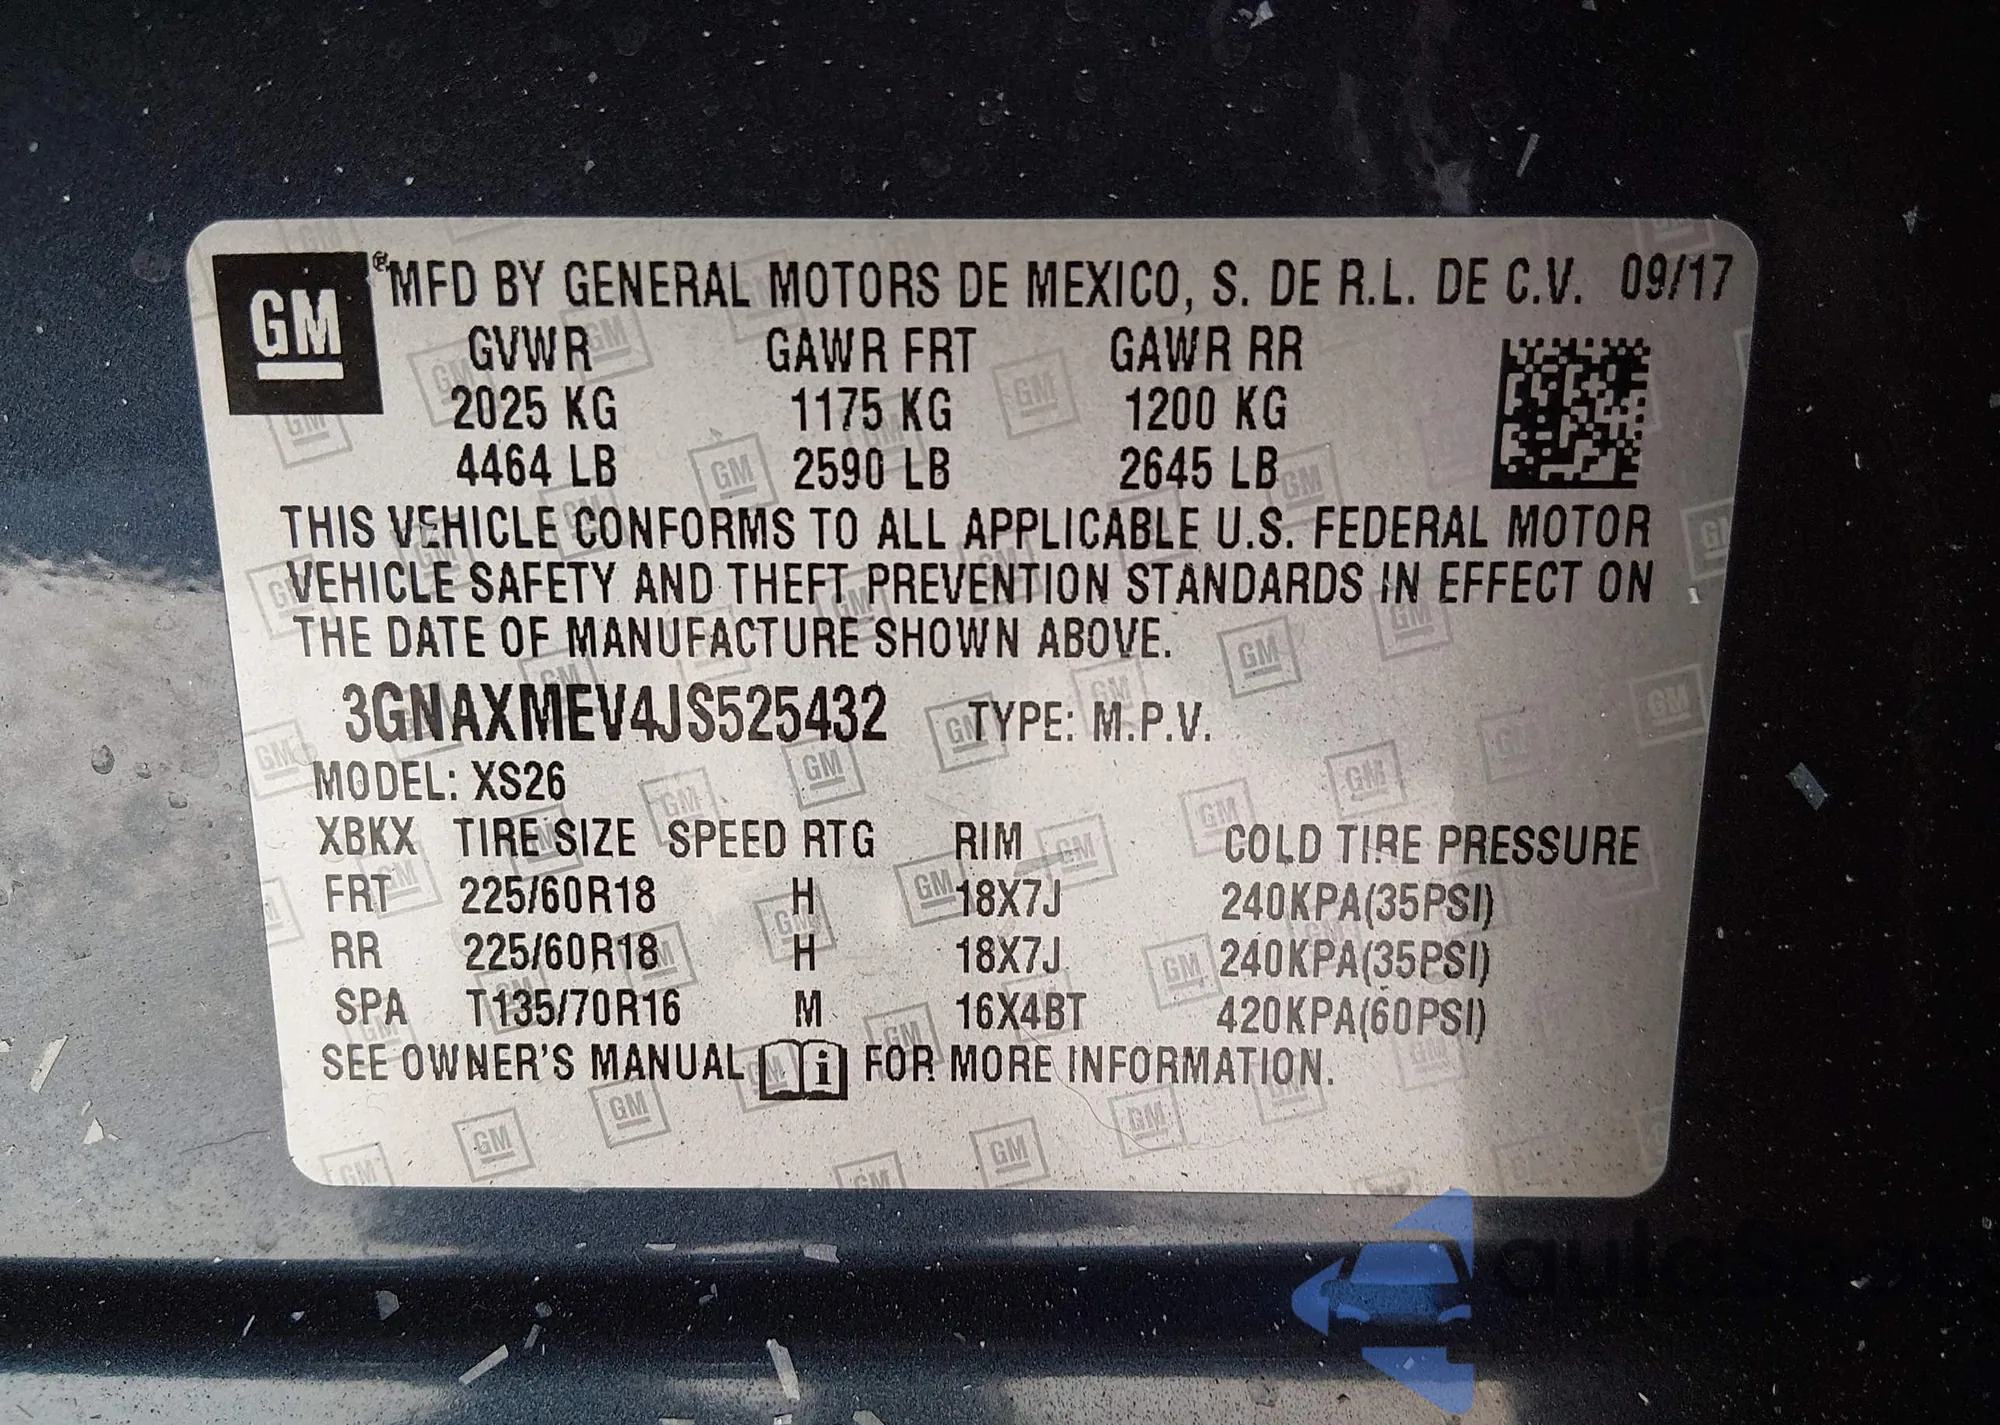 GM ® MFD BY GENERAL MOTORS DE MEXICO, S. DE R.L. DE C.V. 09/17
GVWR GAWR FRT GAWR RR
2025 KG 1175 KG 1200 KG
4464 LB 2590 LB 2645 LB
THIS VEHICLE CONFORMS TO ALL APPLICABLE U.S. FEDERAL MOTOR
VEHICLE SAFETY AND THEFT PREVENTION STANDARDS IN EFFECT ON
THE DATE OF MANUFACTURE SHOWN ABOVE.
3GNAXMEV4JS525432 TYPE: M.P.V.
MODEL: XS26
XBKX TIRE SIZE SPEED RTG RIM COLD TIRE PRESSURE
FRT 225/60R18 H 18X7J 240KPA(35PSI)
RR 225/60R18 H 18X7J 240KPA(35PSI)
SPA T135/70R16 M 16X4BT 420KPA(60PSI)
SEE OWNER'S MANUAL i FOR MORE INFORMATION.